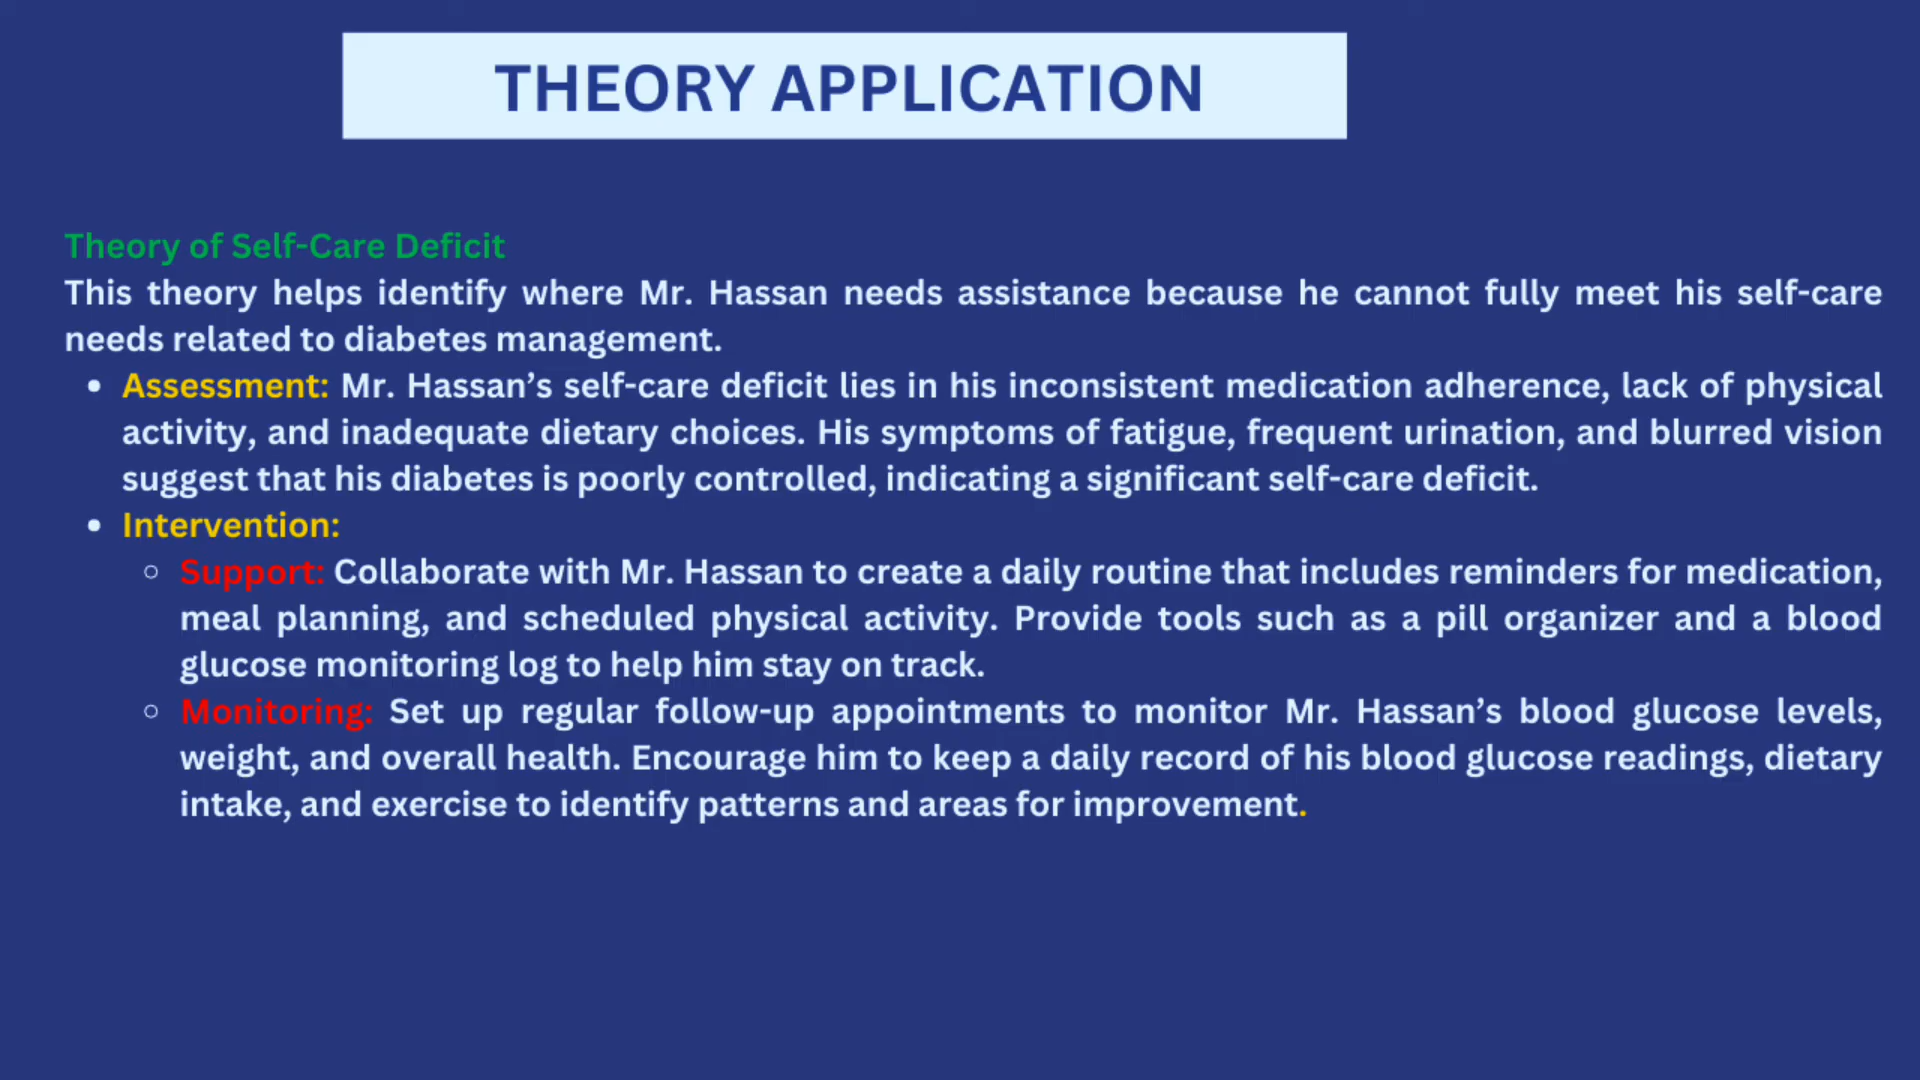 THEORY APPLICATION
Theory of Self-Care Deficit
This theory helps identify where Mr. Hassan needs assistance because he cannot fully meet his self-care
needs related to diabetes management.
• Assessment: Mr. Hassan’s self-care deficit lies in his inconsistent medication adherence, lack of physical
activity, and inadequate dietary choices. His symptoms of fatigue, frequent urination, and blurred vision
suggest that his diabetes is poorly controlled, indicating a significant self-care deficit.
• Intervention:
○ Support: Collaborate with Mr. Hassan to create a daily routine that includes reminders for medication,
meal planning, and scheduled physical activity. Provide tools such as a pill organizer and a blood
glucose monitoring log to help him stay on track.
○ Monitoring: Set up regular follow-up appointments to monitor Mr. Hassan’s blood glucose levels,
weight, and overall health. Encourage him to keep a daily record of his blood glucose readings, dietary
intake, and exercise to identify patterns and areas for improvement.